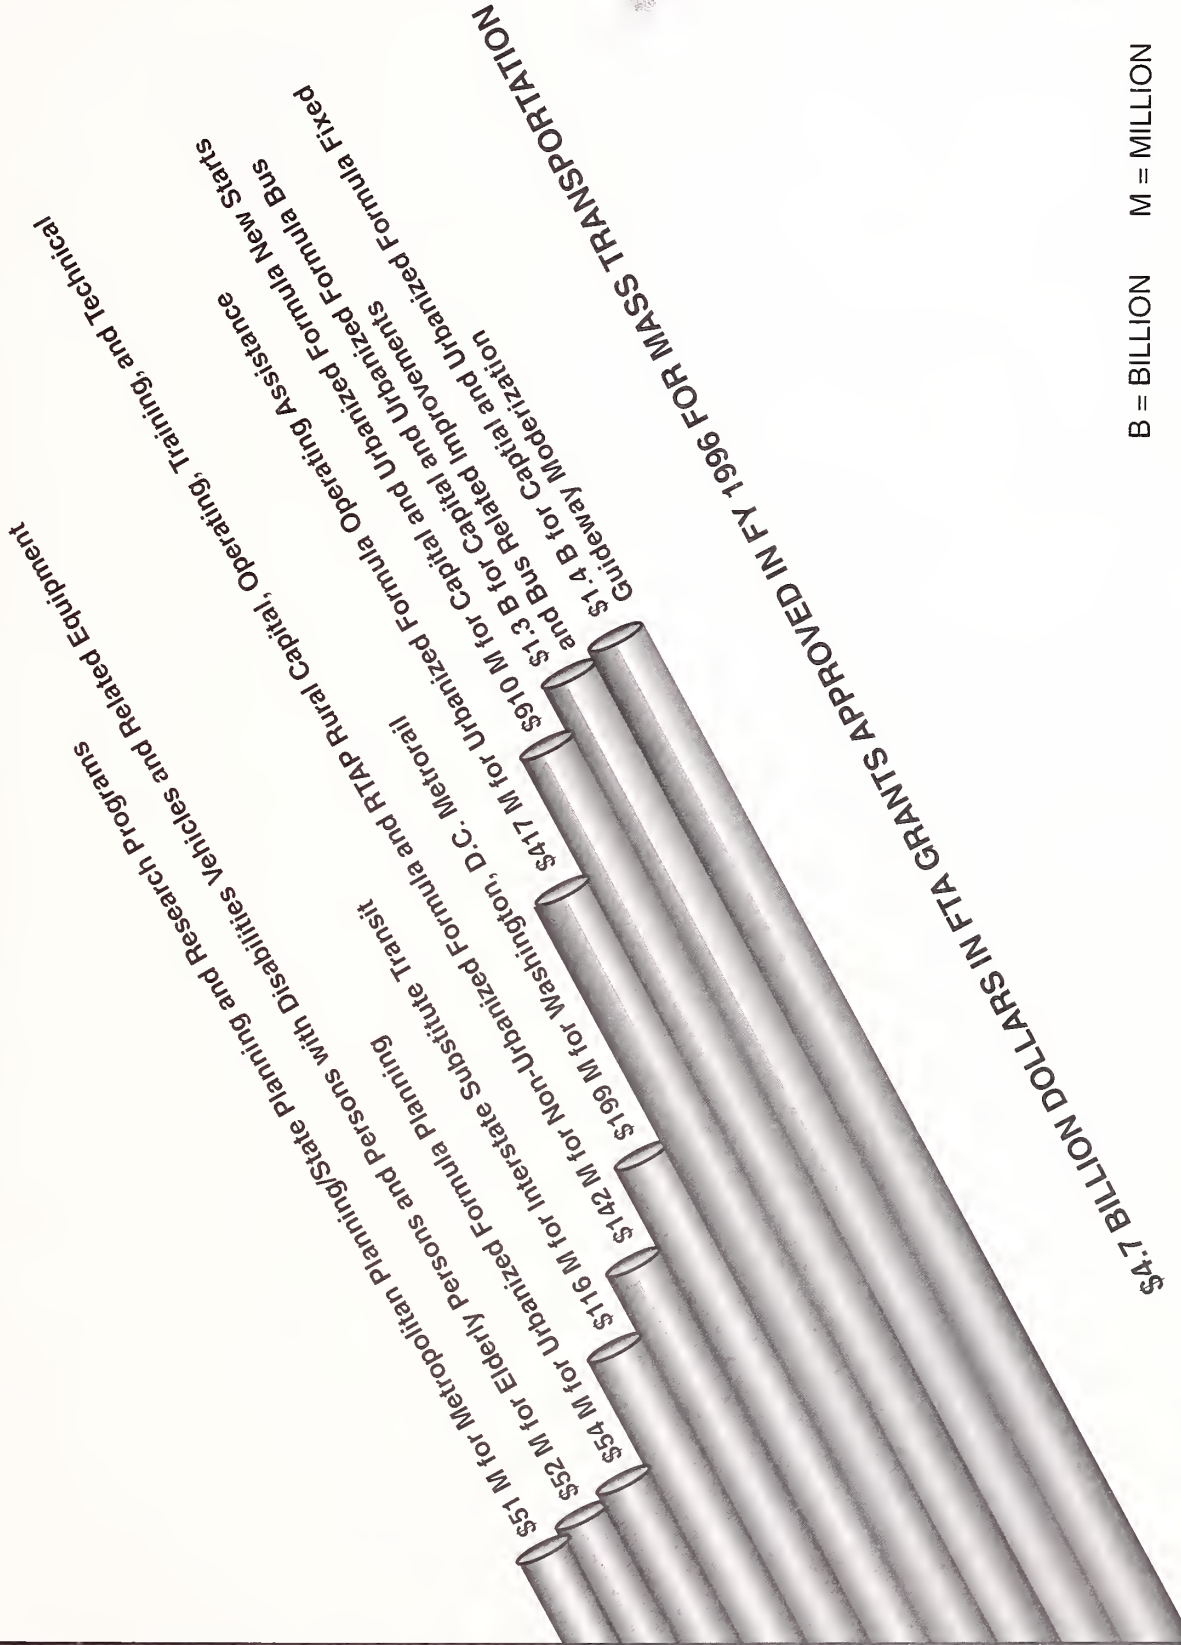 $51 M for Metropolitan Planning/State Planning and Research Programs
$52 M for Elderly Persons and Persons with Disabilities Vehicles and Related Equipment
$54 M for Urbanized Formula Planning
$116 M for Interstate Substitute Transit
$142 M for Non-Urbanized Formula and RTAP Rural Capital, Operating, Training, and Technical
$199 M for Washington, D.C. Metrorail
$417 M for Urbanized Formula Operating Assistance
$910 M for Capital and Urbanized Formula New Starts
$1.3 B for Capital and Urbanized Formula Bus
and Bus Related Improvements
$1.4 B for Captial and Urbanized Formula Fixed
Guideway Moderization
$4.7 BILLION DOLLARS IN FTA GRANTS APPROVED IN FY 1996 FOR MASS TRANSPORTATION
B = BILLION M = MILLION